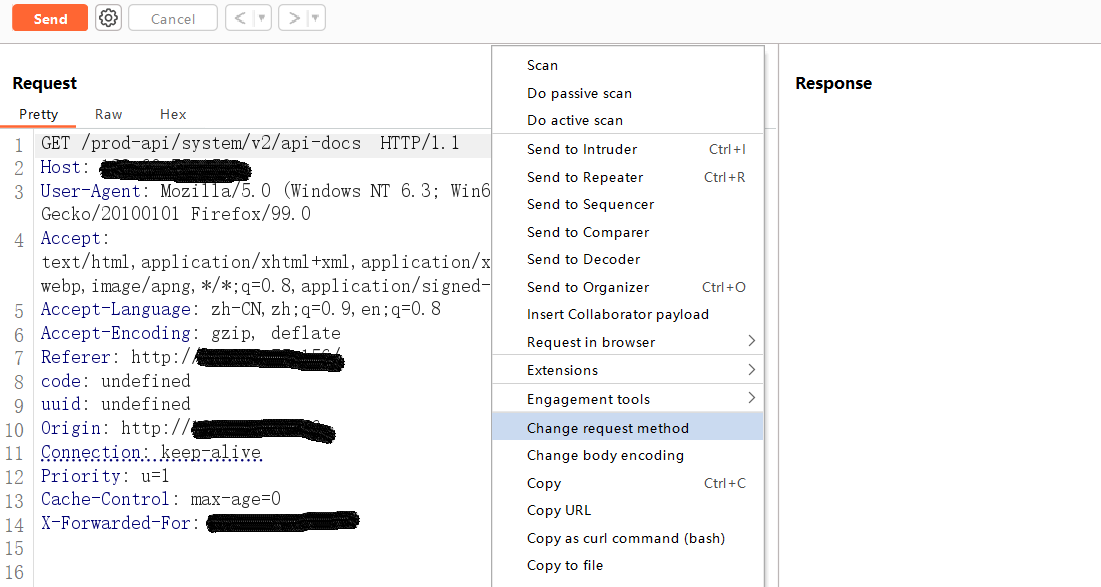 Send
Cancel
< ▼
> ▼
Request
Response
Pretty Raw Hex
1 GET /prod-api/system/v2/api-docs HTTP/1.1
2 Host:
3 User-Agent: Mozilla/5.0 (Windows NT 6.3; Win6
Gecko/20100101 Firefox/99.0
4 Accept:
text/html,application/xhtml+xml,application/x
webp,image/apng,*/*;q=0.8,application/signed-
5 Accept-Language: zh-CN,zh;q=0.9,en;q=0.8
6 Accept-Encoding: gzip, deflate
7 Referer: http://
8 code: undefined
9 uuid: undefined
10 Origin: http://
11 Connection: keep-alive
12 Priority: u=1
13 Cache-Control: max-age=0
14 X-Forwarded-For:
15
16
Scan
Do passive scan
Do active scan
Send to Intruder Ctrl+I
Send to Repeater Ctrl+R
Send to Sequencer
Send to Comparer
Send to Decoder
Send to Organizer Ctrl+O
Insert Collaborator payload
Request in browser >
Extensions >
Engagement tools >
Change request method
Change body encoding
Copy Ctrl+C
Copy URL
Copy as curl command (bash)
Copy to file